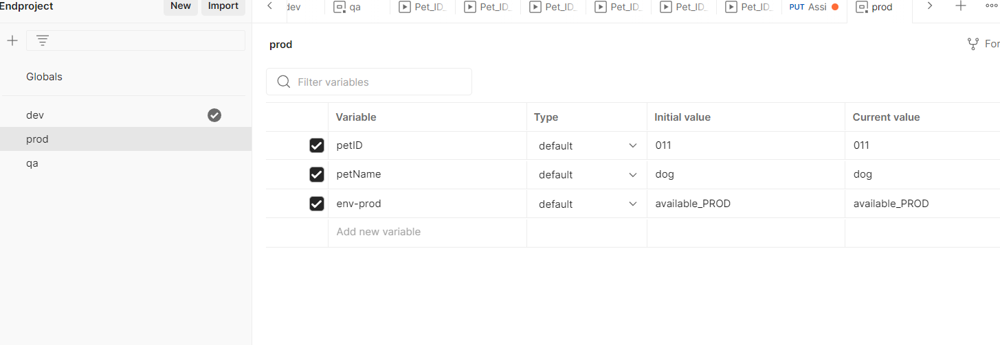 Endproject
New
Import
dev
qa
Pet_ID_
Pet_ID_
Pet_ID_
Pet_ID_
Pet_ID_
Pet_ID_
PUT Assi
prod
Globals
dev
prod
qa
prod
For
Filter variables
Variable Type Initial value Current value
petID default 011 011
petName default dog dog
env-prod default available_PROD available_PROD
Add new variable